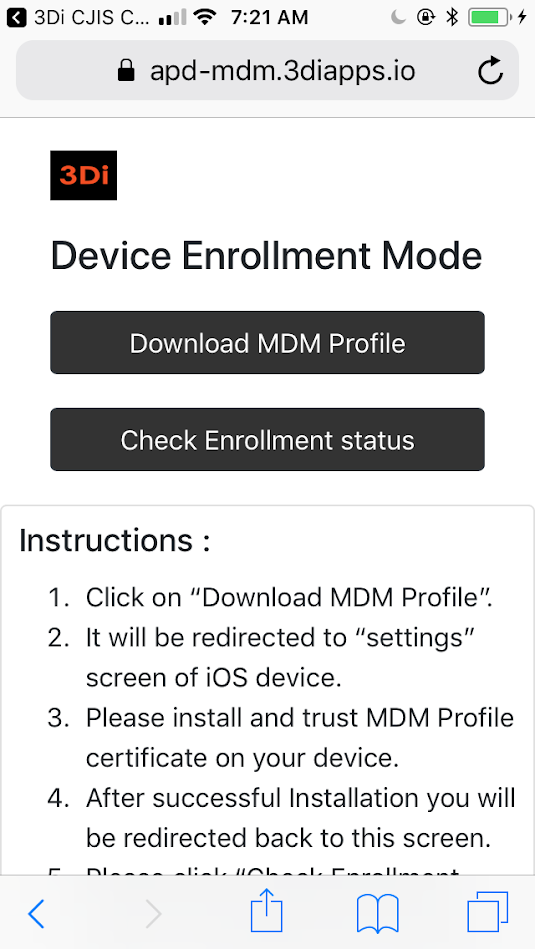 3Di CJIS C... 7:21 AM
apd-mdm.3diapps.io
3Di
Device Enrollment Mode
Download MDM Profile
Check Enrollment status
Instructions :
1. Click on “Download MDM Profile”.
2. It will be redirected to “settings”
screen of iOS device.
3. Please install and trust MDM Profile
certificate on your device.
4. After successful Installation you will
be redirected back to this screen.
5. Please click “Check Enrollment